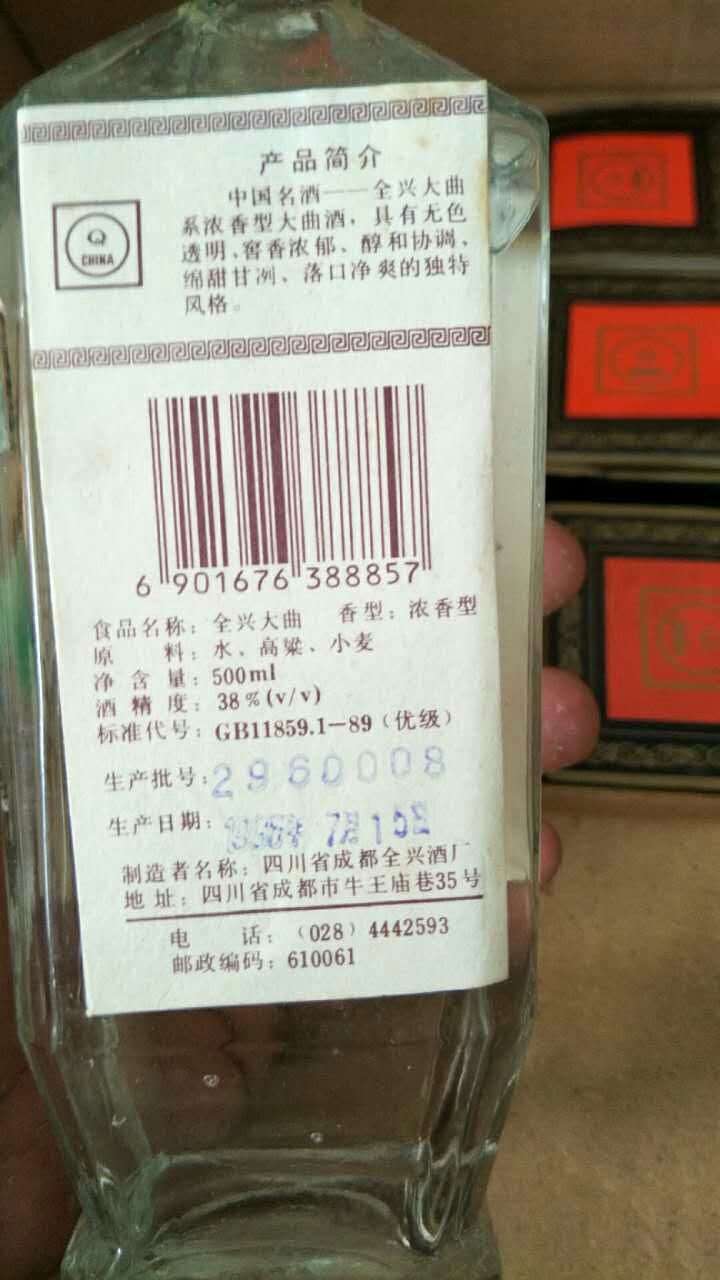 产品简介
Q
CHINA
中国名酒——全兴大曲
系浓香型大曲酒，具有无色
透明、窖香浓郁、醇和协调、
绵甜甘冽、落口净爽的独特
风格。
6 901676 388857
食品名称：全兴大曲 香型：浓香型
原 料：水、高粱、小麦
净 含 量：500ml
酒 精 度：38%(v/v)
标准代号：GB11859.1—89（优级）
生产批号：2960008
生产日期： 7月10日
制造者名称：四川省成都全兴酒厂
地 址：四川省成都市牛王庙巷35号
电 话：（028）4442593
邮政编码：610061